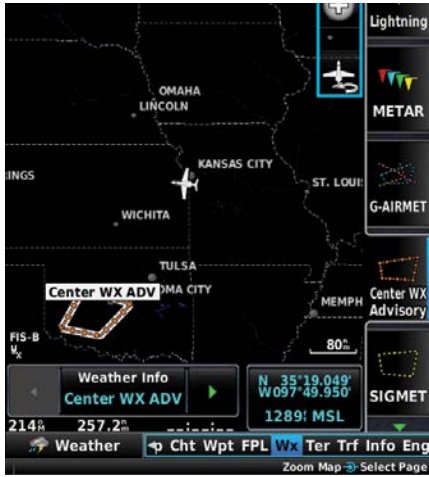 Lightning
OMAHA
LINCOLN
METAR
KANSAS CITY
INGS
ST. LOUI
G-AIRMET
WICHITA
TULSA
Center WX ADV
OMA CITY
MEMPH
Center WX
Advisory
FIS-B
80
Weather Info
Center WX ADV
N 35°19.049'
W097°49.950'
1289 MSL
SIGMET
214
257.2
Weather
Cht Wpt FPL Wx Ter Trf Info Eng
Zoom Map
Select Page